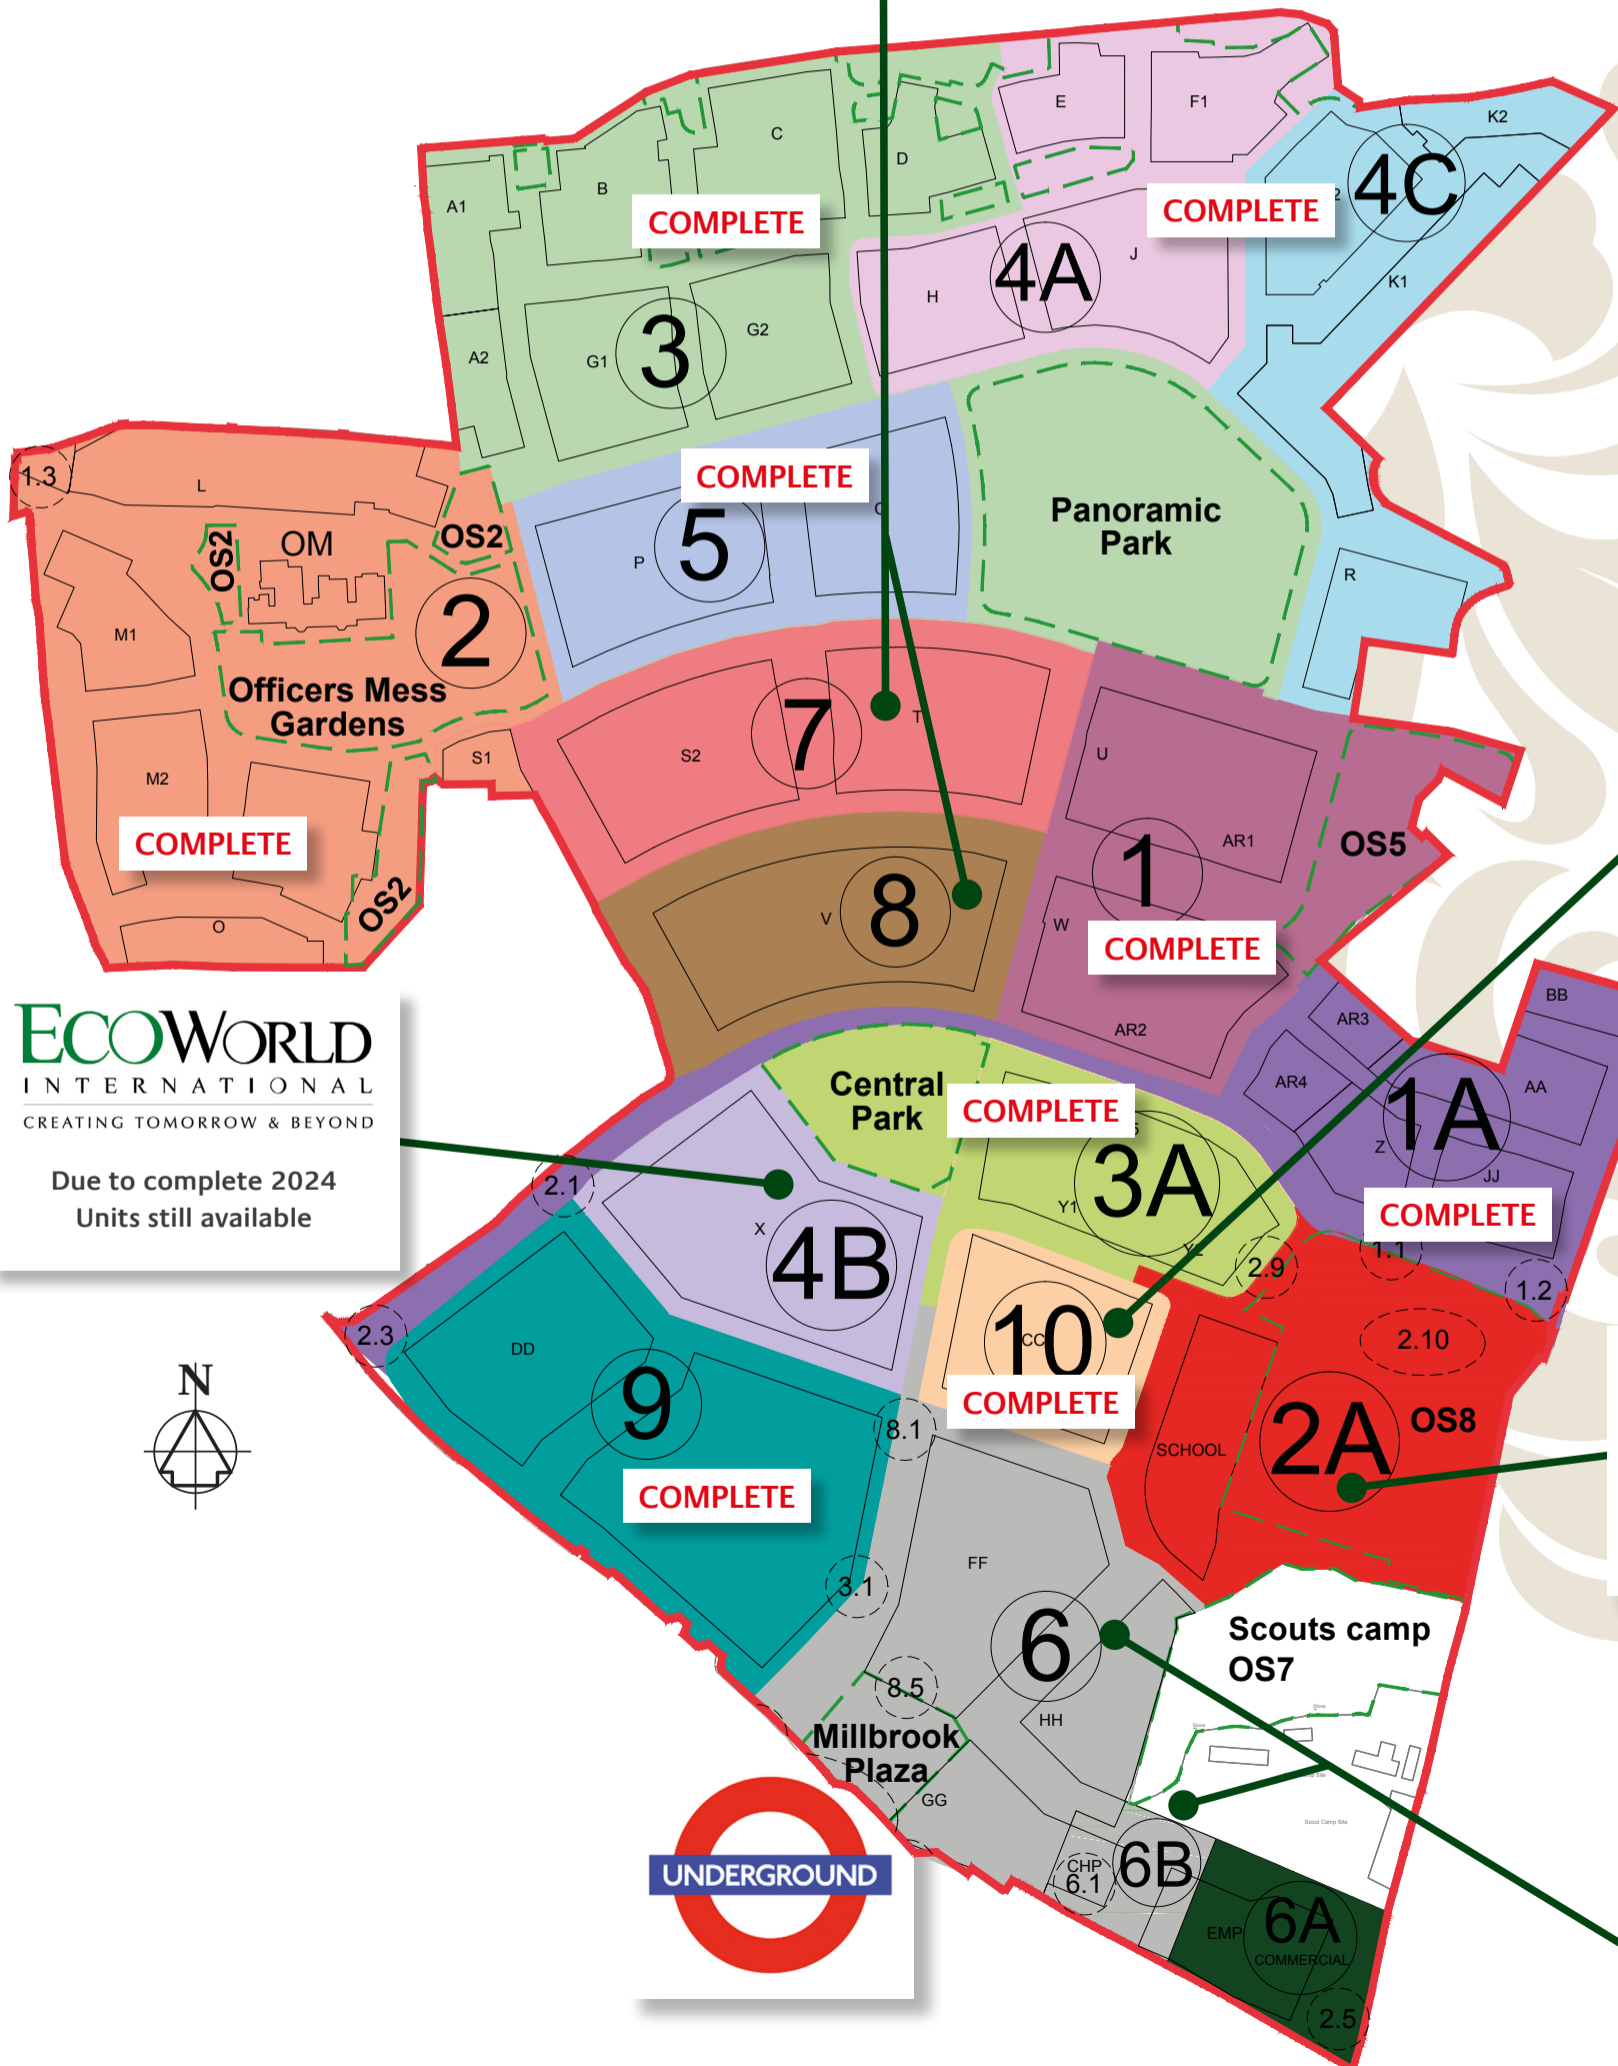 E
F1
K2
C
D
B
4C
A1
COMPLETE
COMPLETE
J
4A
H
K1
3
G2
G1
A2
COMPLETE
1.3
L
OS2
OS2
OM
P
5
Panoramic
Park
R
M1
2
Officers Mess
Gardens
7
T
S2
S1
U
M2
AR1
OS5
COMPLETE
1
OS2
O
V
8
W
COMPLETE
BB
AR3
AR2
ECOWORLD
INTERNATIONAL
CREATING TOMORROW & BEYOND
Due to complete 2024
Units still available
Central
Park
COMPLETE
AR4
1A
AA
Z
JJ
3A
Y1
COMPLETE
2.1
X
4B
2.9
1.1
1.2
2.3
DD
10
CC
2.10
N
9
COMPLETE
8.1
2A
OS8
SCHOOL
COMPLETE
FF
3.1
6
Scouts camp
OS7
8.5
HH
Millbrook
Plaza
GG
Scout Camp Site
UNDERGROUND
CHP
6.1
6B
EMP
6A
COMMERCIAL
2.5